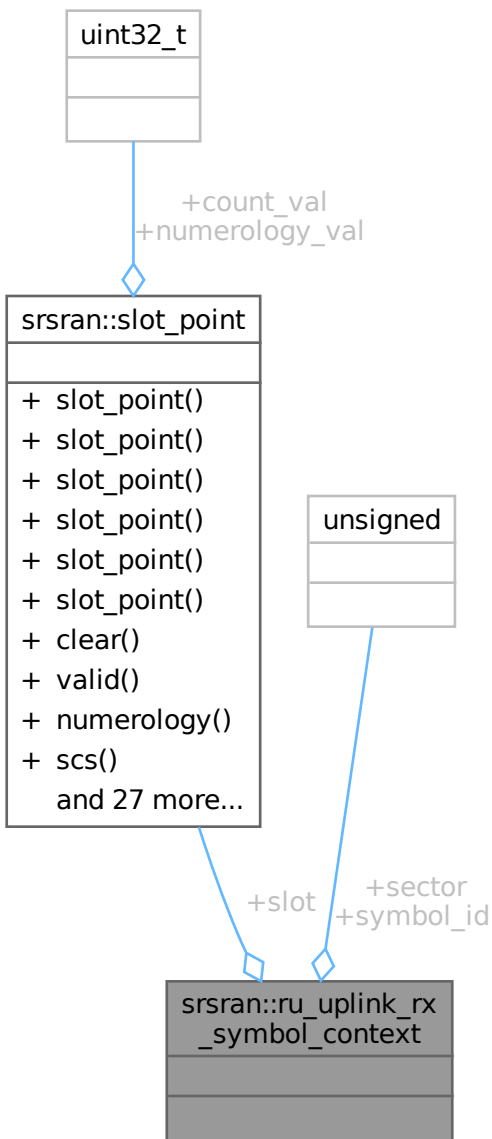 uint32_t
+count_val
+numerology_val
srsran::slot_point
+ slot_point()
+ slot_point()
+ slot_point()
+ slot_point()
+ slot_point()
+ slot_point()
+ clear()
+ valid()
+ numerology()
+ scs()
and 27 more...
unsigned
+slot
+sector
+symbol_id
srsran::ru_uplink_rx
_symbol_context